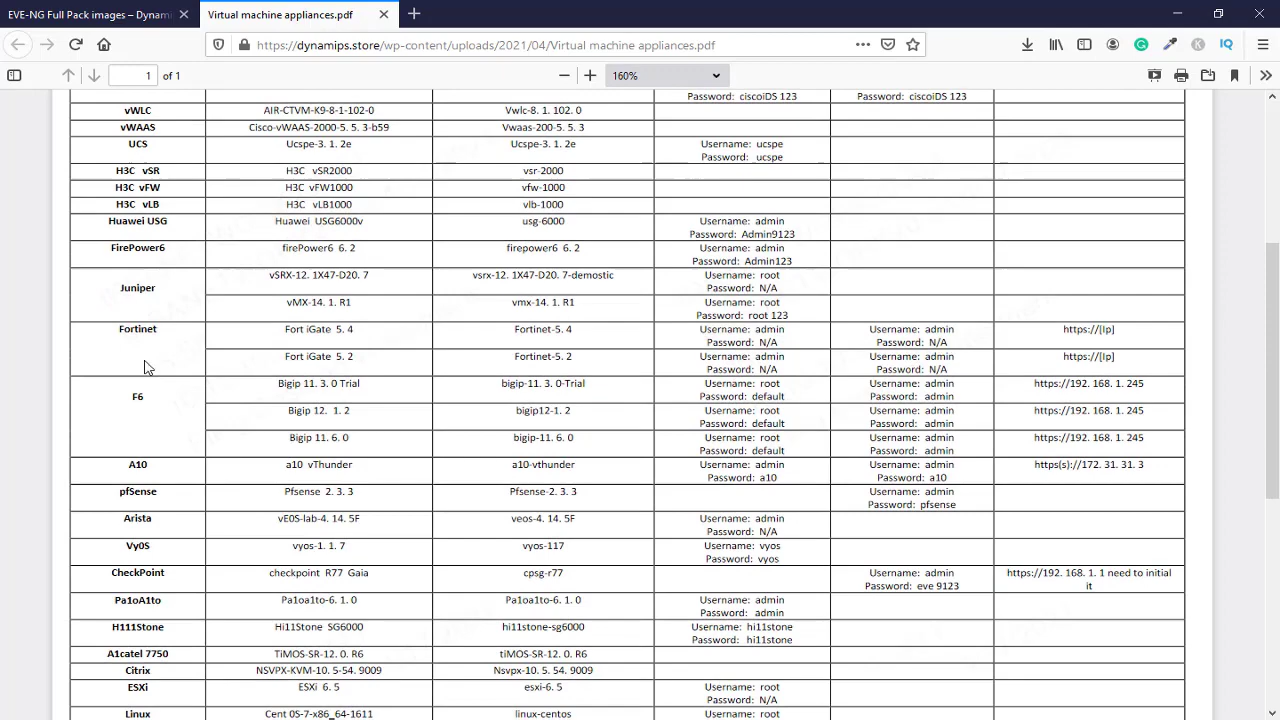 EVE-NG Full Pack images – Dynami
Virtual machine appliances.pdf
https://dynamips.store/wp-content/uploads/2021/04/Virtual machine appliances.pdf
1 of 1
160%
Password: ciscoiDS 123 Password: ciscoiDS 123
vWLC AIR-CTVM-K9-8-1-102-0 Vwlc-8. 1. 102. 0
vWAAS Cisco-vWAAS-2000-5. 5. 3-b59 Vwaas-200-5. 5. 3
UCS Ucspe-3. 1. 2e Ucspe-3. 1. 2e Username: ucspe
Password: ucspe
H3C vSR H3C vSR2000 vsr-2000
H3C vFW H3C vFW1000 vfw-1000
H3C vLB H3C vLB1000 vlb-1000
Huawei USG Huawei USG6000v usg-6000 Username: admin
Password: Admin9123
FirePower6 firePower6 6. 2 firepower6 6. 2 Username: admin
Password: Admin123
Juniper vSRX-12. 1X47-D20. 7 vsrx-12. 1X47-D20. 7-demostic Username: root
Password: N/A
vMX-14. 1. R1 vmx-14. 1. R1 Username: root
Password: root 123
Fortinet Fort iGate 5. 4 Fortinet-5. 4 Username: admin Username: admin https://[Ip]
Password: N/A Password: N/A
Fort iGate 5. 2 Fortinet-5. 2 Username: admin Username: admin https://[Ip]
Password: N/A Password: N/A
F6 Bigip 11. 3. 0 Trial bigip-11. 3. 0-Trial Username: root Username: admin https://192. 168. 1. 245
Password: default Password: admin
Bigip 12. 1. 2 bigip12-1. 2 Username: root Username: admin https://192. 168. 1. 245
Password: default Password: admin
Bigip 11. 6. 0 bigip-11. 6. 0 Username: root Username: admin https://192. 168. 1. 245
Password: default Password: admin
A10 a10 vThunder a10-vthunder Username: admin Username: admin https(s)://172. 31. 31. 3
Password: a10 Password: a10
pfSense Pfsense 2. 3. 3 Pfsense-2. 3. 3 Username: admin
Password: pfsense
Arista vE0S-lab-4. 14. 5F veos-4. 14. 5F Username: admin
Password: N/A
Vy0S vyos-1. 1. 7 vyos-117 Username: vyos
Password: vyos
CheckPoint checkpoint R77 Gaia cpsg-r77 Username: admin https://192. 168. 1. 1 need to initial
Password: eve 9123 it
Pa1oA1to Pa1oa1to-6. 1. 0 Pa1oa1to-6. 1. 0 Username: admin
Password: admin
H111Stone Hi11Stone SG6000 hi11stone-sg6000 Username: hi11stone
Password: hi11stone
A1catel 7750 TiMOS-SR-12. 0. R6 tiMOS-SR-12. 0. R6
Citrix NSVPX-KVM-10. 5-54. 9009 Nsvpx-10. 5. 54. 9009
ESXi ESXi 6. 5 esxi-6. 5 Username: root
Password: N/A
Linux Cent 0S-7-x86_64-1611 linux-centos Username: root